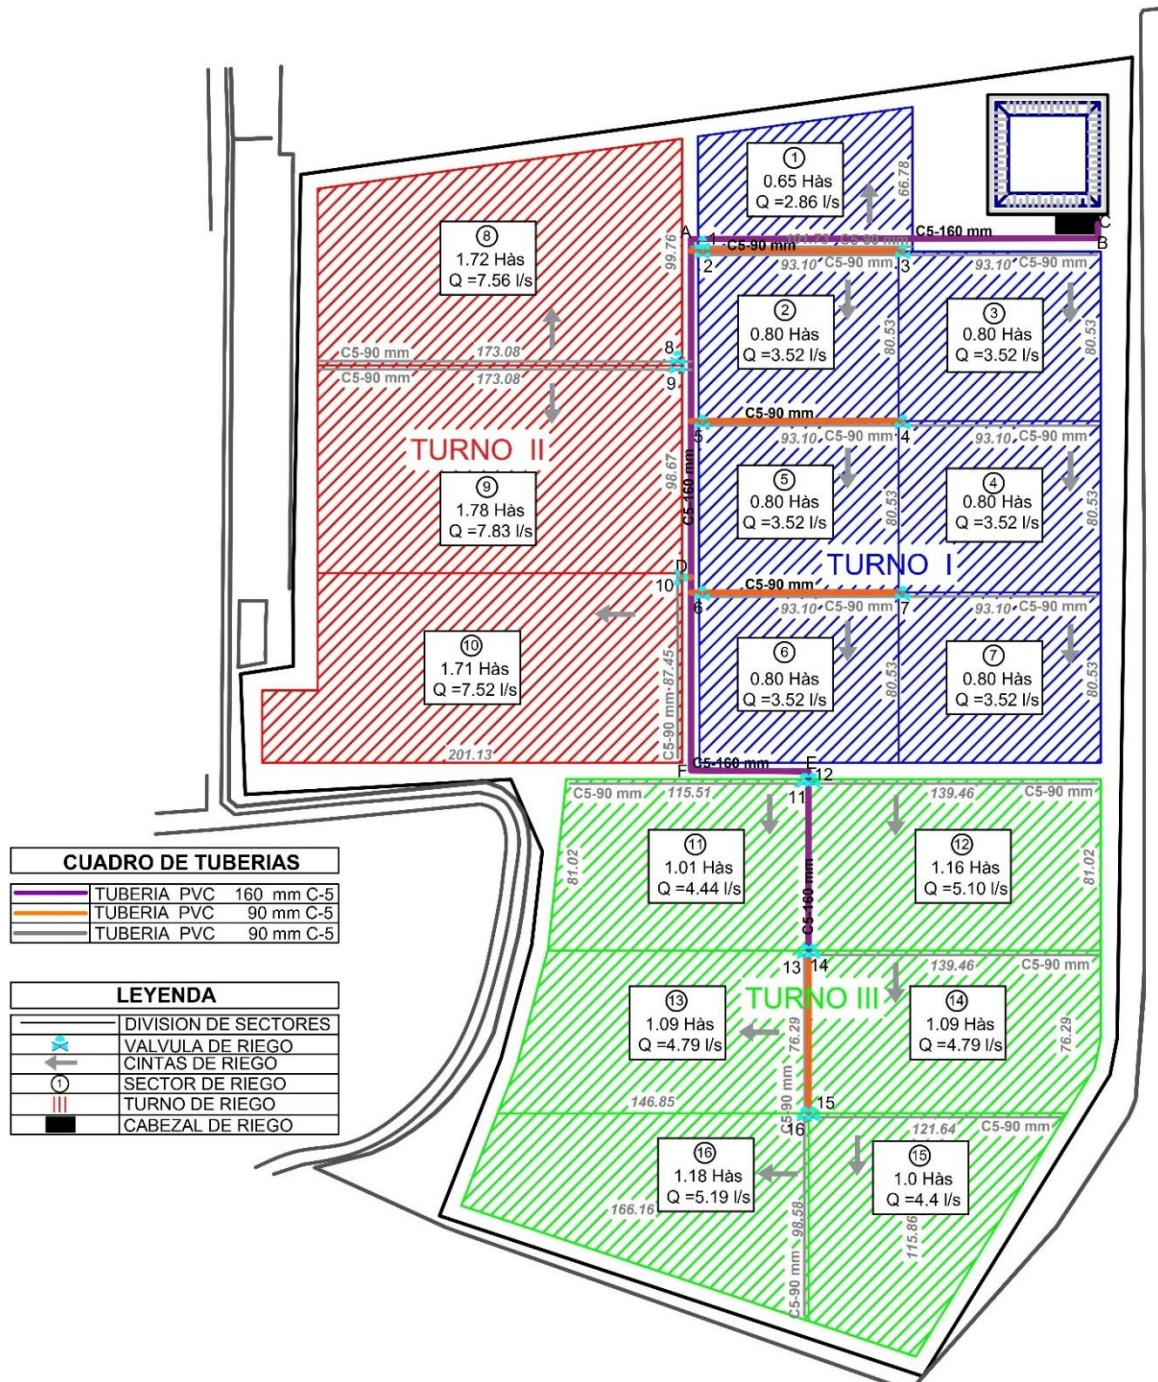 1
0.65 Hàs
Q =2.86 l/s
66.78
C
B
A
1
C5-90 mm
C5-160 mm
C5-90 mm
2
3
93.10
C5-90 mm
93.10
C5-90 mm
8
1.72 Hàs
Q =7.56 l/s
99.76
2
0.80 Hàs
Q =3.52 l/s
80.53
3
0.80 Hàs
Q =3.52 l/s
80.53
C5-90 mm
173.08
8
C5-90 mm
173.08
9
C5-90 mm
5
4
93.10
C5-90 mm
93.10
C5-90 mm
TURNO II
98.67
C5-160 mm
9
1.78 Hàs
Q =7.83 l/s
5
0.80 Hàs
Q =3.52 l/s
80.53
4
0.80 Hàs
Q =3.52 l/s
80.53
TURNO I
D
10
C5-90 mm
6
7
93.10
C5-90 mm
93.10
C5-90 mm
10
1.71 Hàs
Q =7.52 l/s
87.45
C5-90 mm
6
0.80 Hàs
Q =3.52 l/s
80.53
7
0.80 Hàs
Q =3.52 l/s
80.53
201.13
F
C5-160 mm
E
12
11
C5-90 mm
115.51
139.46
C5-90 mm
81.02
11
1.01 Hàs
Q =4.44 l/s
C5-160 mm
12
1.16 Hàs
Q =5.10 l/s
81.02
13
14
139.46
C5-90 mm
TURNO III
13
1.09 Hàs
Q =4.79 l/s
76.29
C5-90 mm
14
1.09 Hàs
Q =4.79 l/s
76.29
146.85
15
16
121.64
C5-90 mm
16
1.18 Hàs
Q =5.19 l/s
15
1.0 Hàs
Q =4.4 l/s
166.16
98.58
C5-90 mm
115.86
CUADRO DE TUBERIAS
TUBERIA PVC 160 mm C-5
TUBERIA PVC 90 mm C-5
TUBERIA PVC 90 mm C-5
LEYENDA
DIVISION DE SECTORES
VALVULA DE RIEGO
CINTAS DE RIEGO
1 SECTOR DE RIEGO
TURNO DE RIEGO
CABEZAL DE RIEGO